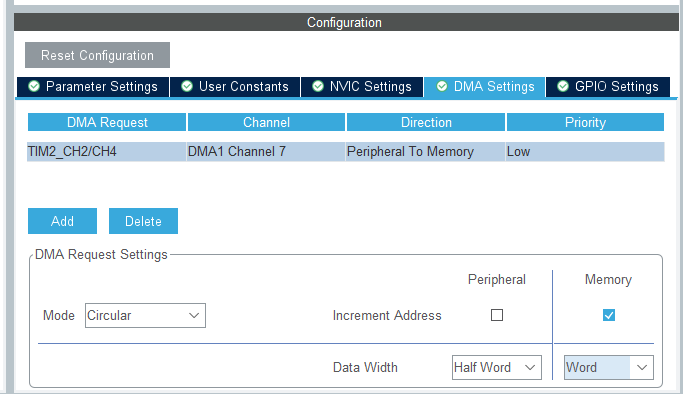 Configuration
Reset Configuration
Parameter Settings User Constants NVIC Settings DMA Settings GPIO Settings
DMA Request Channel Direction Priority
TIM2_CH2/CH4 DMA1 Channel 7 Peripheral To Memory Low
Add Delete
DMA Request Settings
Peripheral Memory
Mode Circular Increment Address
Data Width Half Word Word